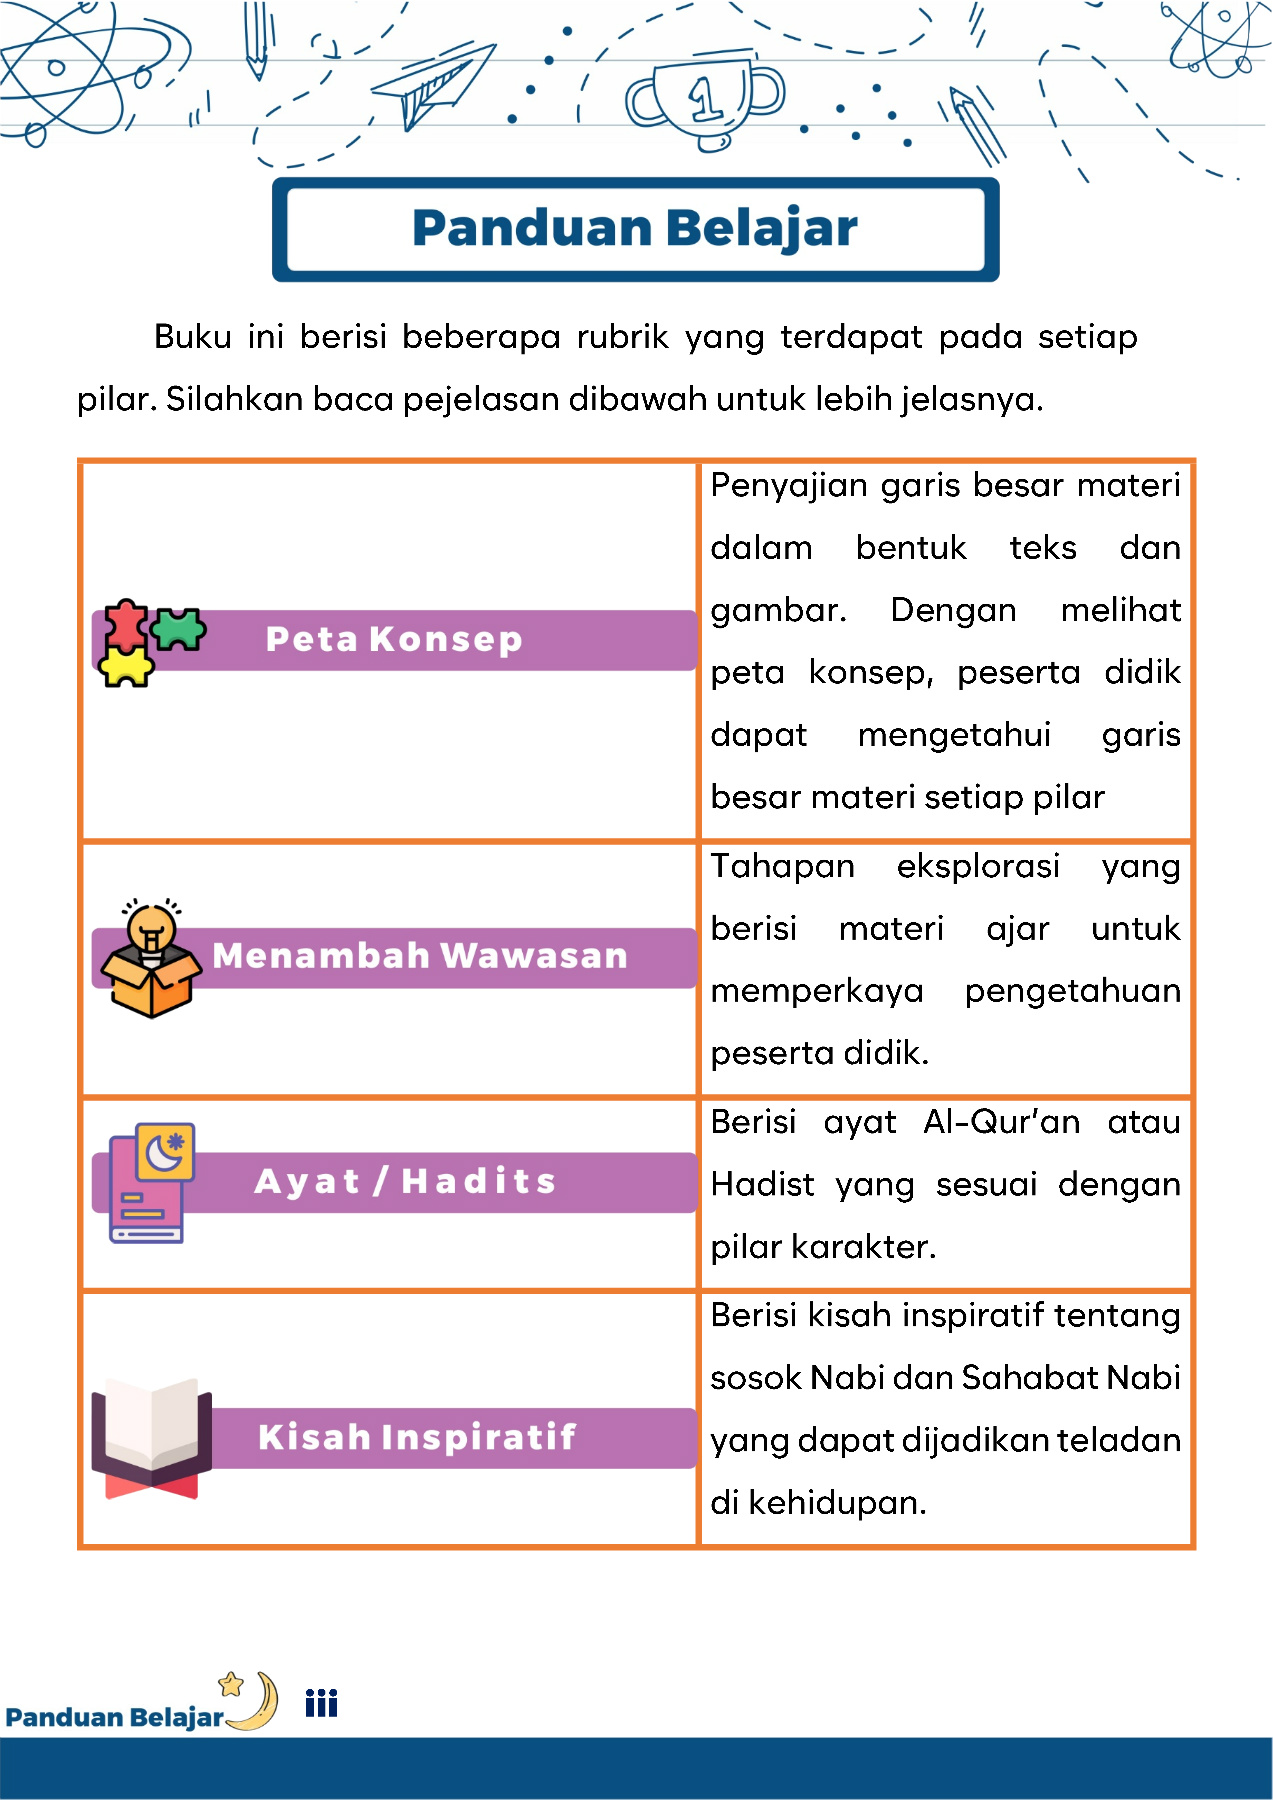 1
Panduan Belajar
Buku ini berisi beberapa rubrik yang terdapat pada setiap
pilar. Silahkan baca pejelasan dibawah untuk lebih jelasnya.
Peta Konsep
Penyajian garis besar materi
dalam bentuk teks dan
gambar. Dengan melihat
peta konsep, peserta didik
dapat mengetahui garis
besar materi setiap pilar
Menambah Wawasan
Tahapan eksplorasi yang
berisi materi ajar untuk
memperkaya pengetahuan
peserta didik.
Ayat / Hadits
Berisi ayat Al-Qur’an atau
Hadist yang sesuai dengan
pilar karakter.
Kisah Inspiratif
Berisi kisah inspiratif tentang
sosok Nabi dan Sahabat Nabi
yang dapat dijadikan teladan
di kehidupan.
Panduan Belajar
iii